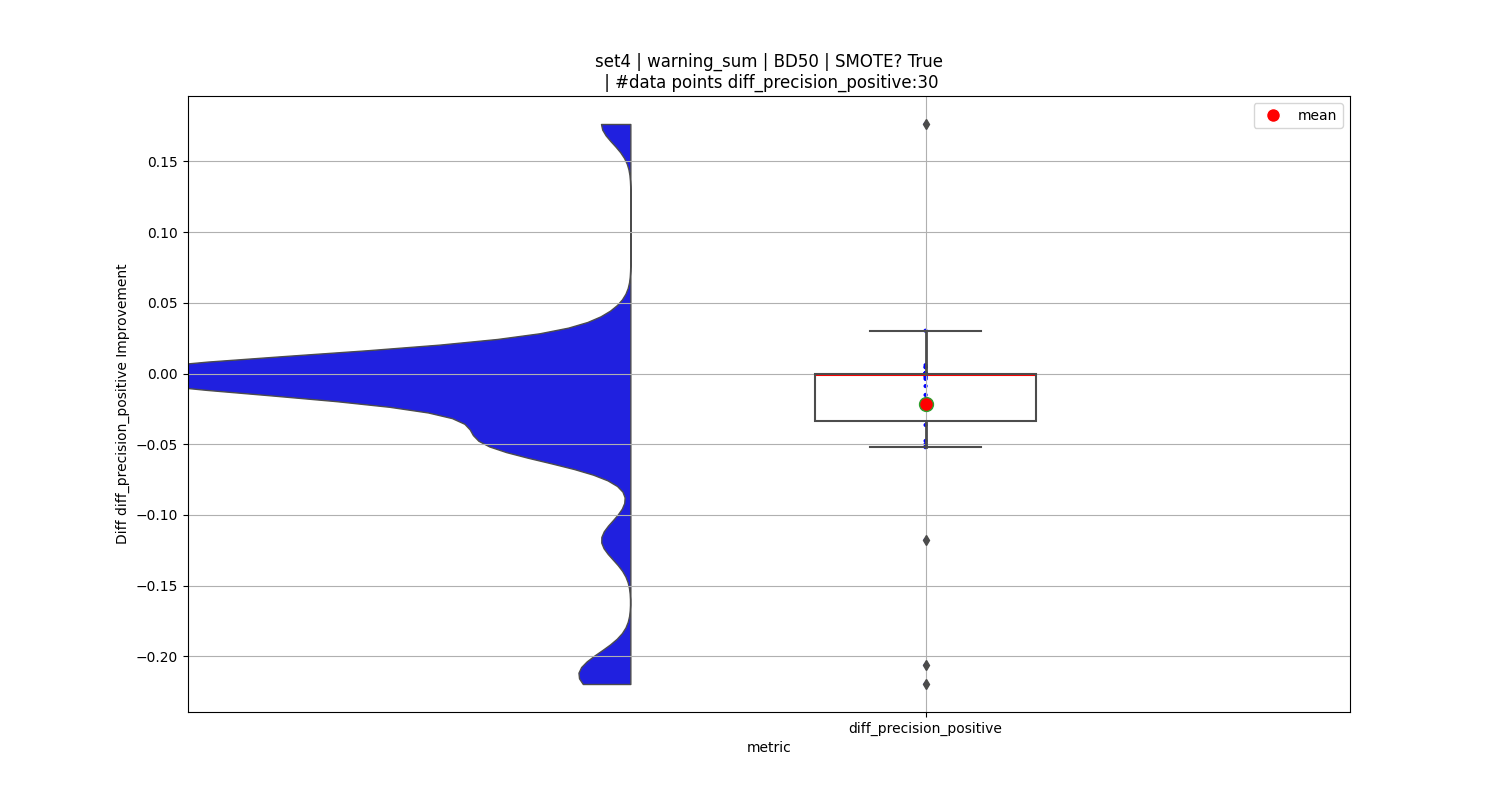 set4 | warning_sum | BD50 | SMOTE? True
| #data points diff_precision_positive:30
mean
0.15
0.10
0.05
0.00
−0.05
−0.10
−0.15
−0.20
Diff diff_precision_positive Improvement
diff_precision_positive
metric